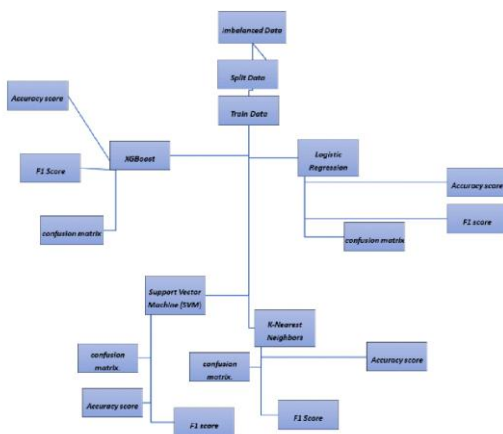 Imbalanced Data
Split Data
Train Data
Accuracy score
XGBoost
F1 Score
confusion matrix
Logistic
Regression
Accuracy score
F1 score
confusion matrix
Support Vector
Machine (SVM)
confusion
matrix.
Accuracy score
F1 score
K-Nearest
Neighbors
confusion
matrix.
Accuracy score
F1 Score